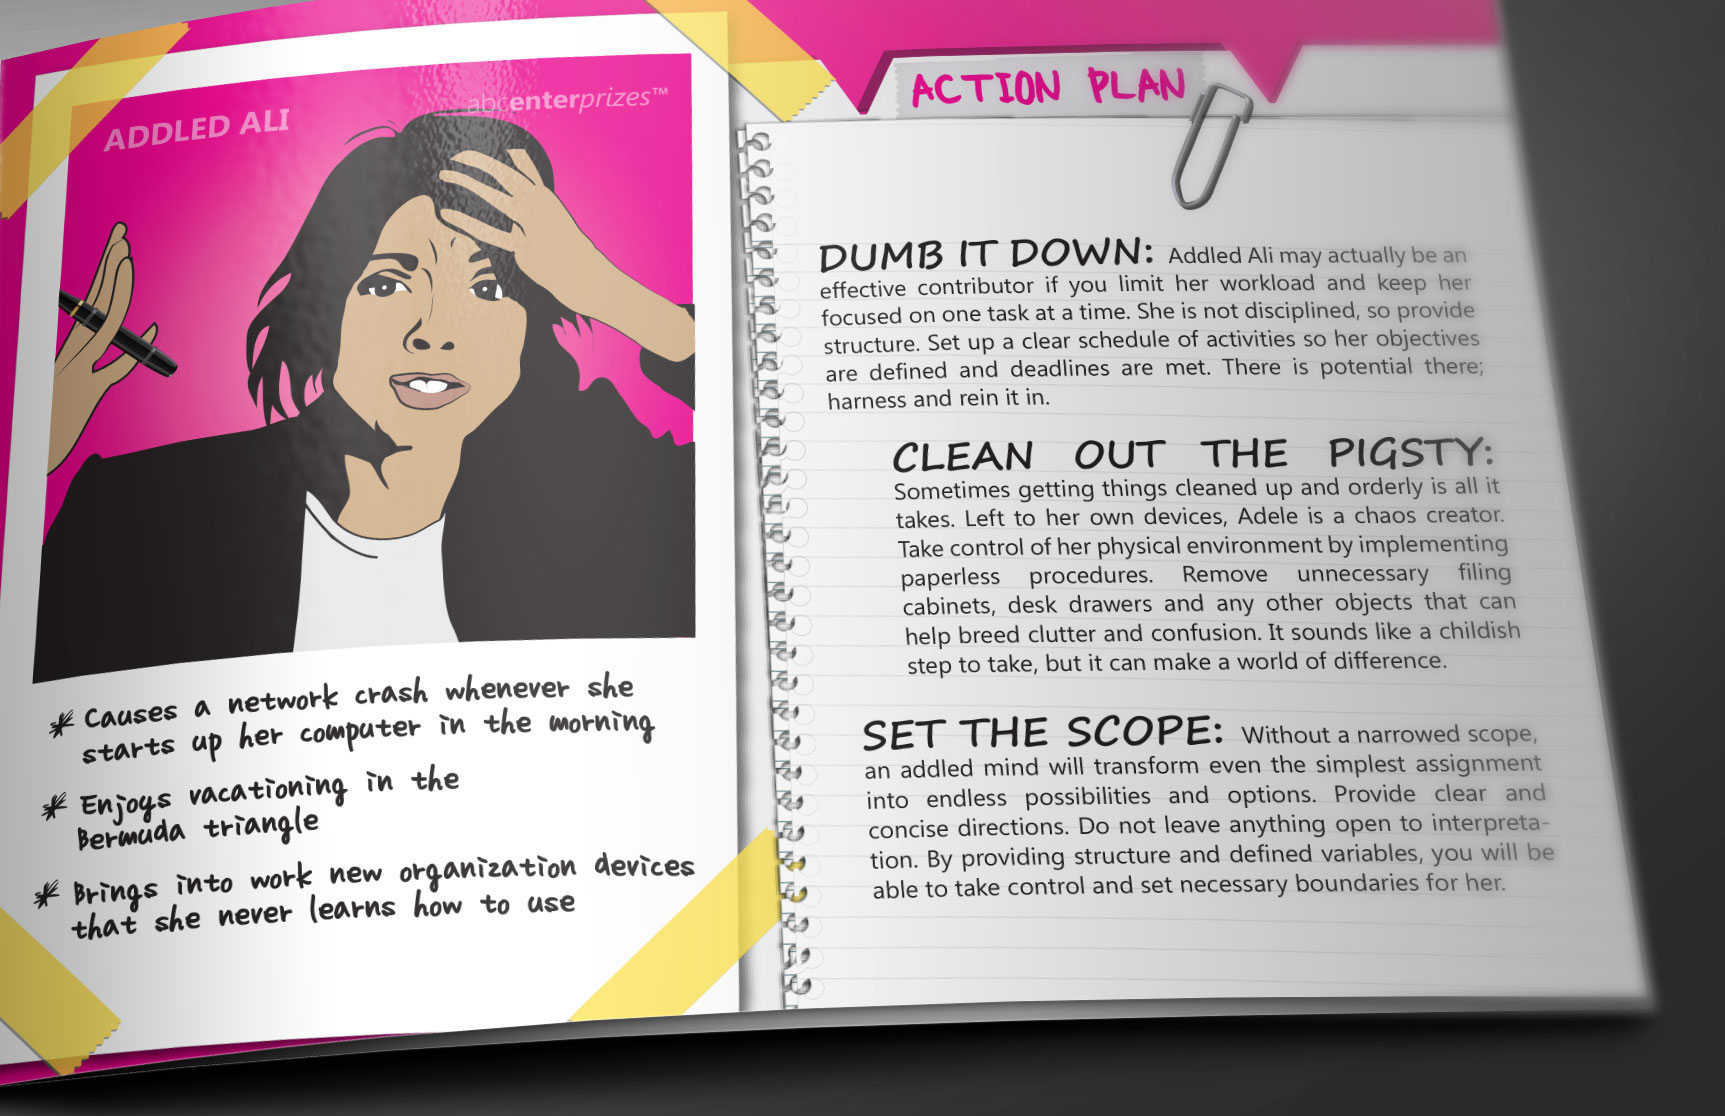 ADDLED ALI
abcenterprizes™
* Causes a network crash whenever she
starts up her computer in the morning
* Enjoys vacationing in the
Bermuda triangle
* Brings into work new organization devices
that she never learns how to use
ACTION PLAN
DUMB IT DOWN: Addled Ali may actually be an
effective contributor if you limit her workload and keep her
focused on one task at a time. She is not disciplined, so provide
structure. Set up a clear schedule of activities so her objectives
are defined and deadlines are met. There is potential there;
harness and rein it in.
CLEAN OUT THE PIGSTY:
Sometimes getting things cleaned up and orderly is all it
takes. Left to her own devices, Adele is a chaos creator.
Take control of her physical environment by implementing
paperless procedures. Remove unnecessary filing
cabinets, desk drawers and any other objects that can
help breed clutter and confusion. It sounds like a childish
step to take, but it can make a world of difference.
SET THE SCOPE: Without a narrowed scope,
an addled mind will transform even the simplest assignment
into endless possibilities and options. Provide clear and
concise directions. Do not leave anything open to interpreta-
tion. By providing structure and defined variables, you will be
able to take control and set necessary boundaries for her.